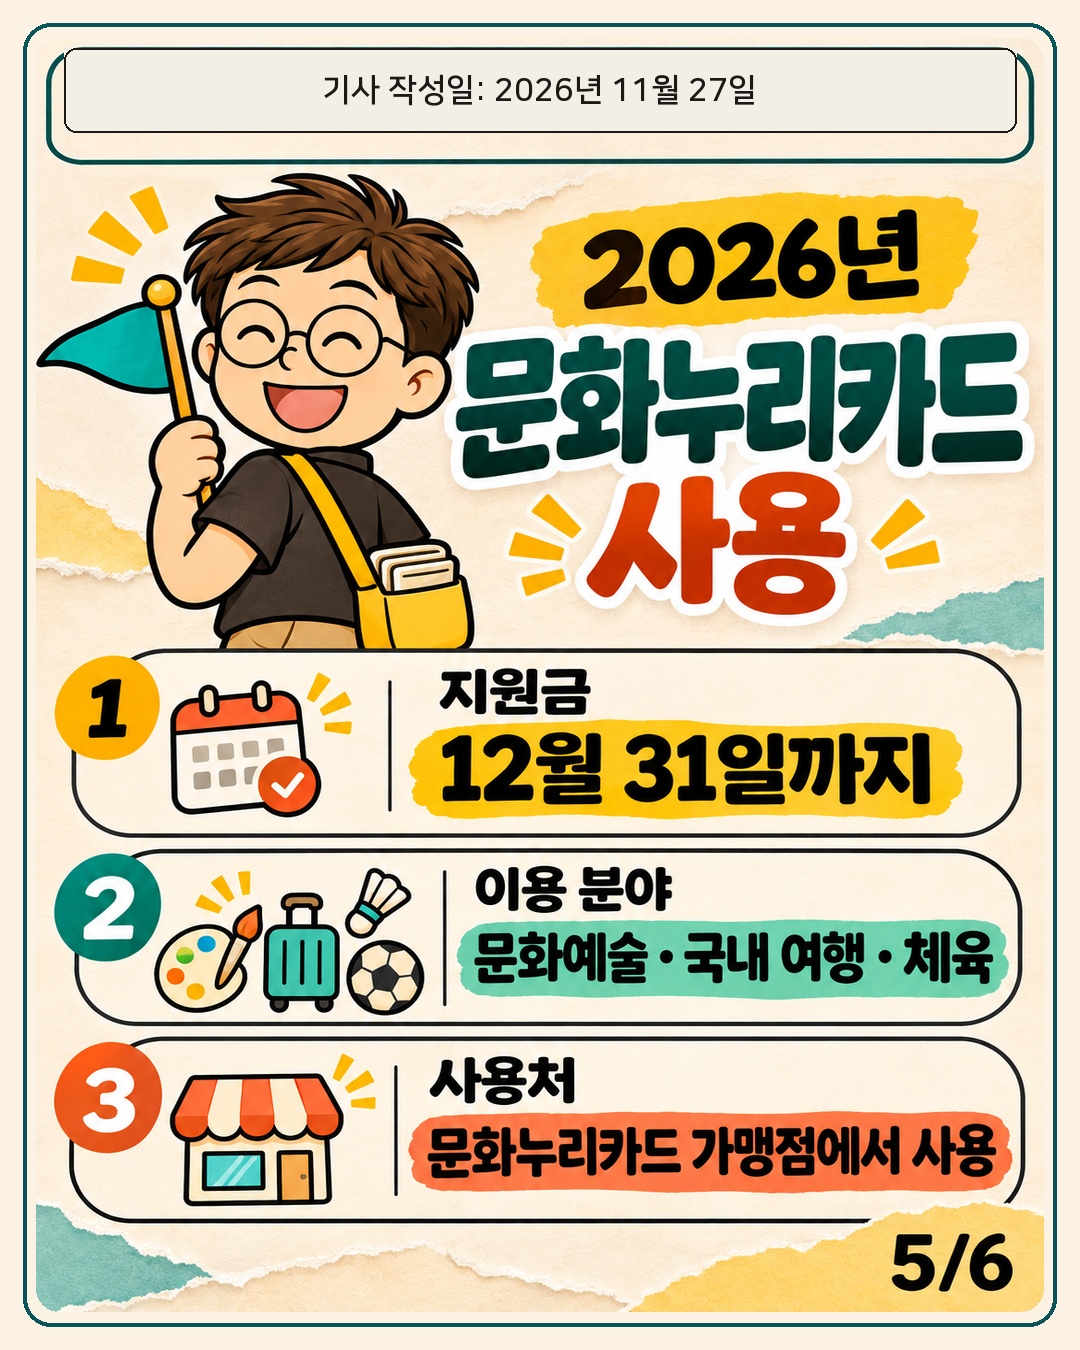 기사 작성일: 2026년 11월 27일
2026년
문화누리카드
사용
1
지원금
12월 31일까지
2
이용 분야
문화예술 · 국내 여행 · 체육
3
사용처
문화누리카드 가맹점에서 사용
5/6